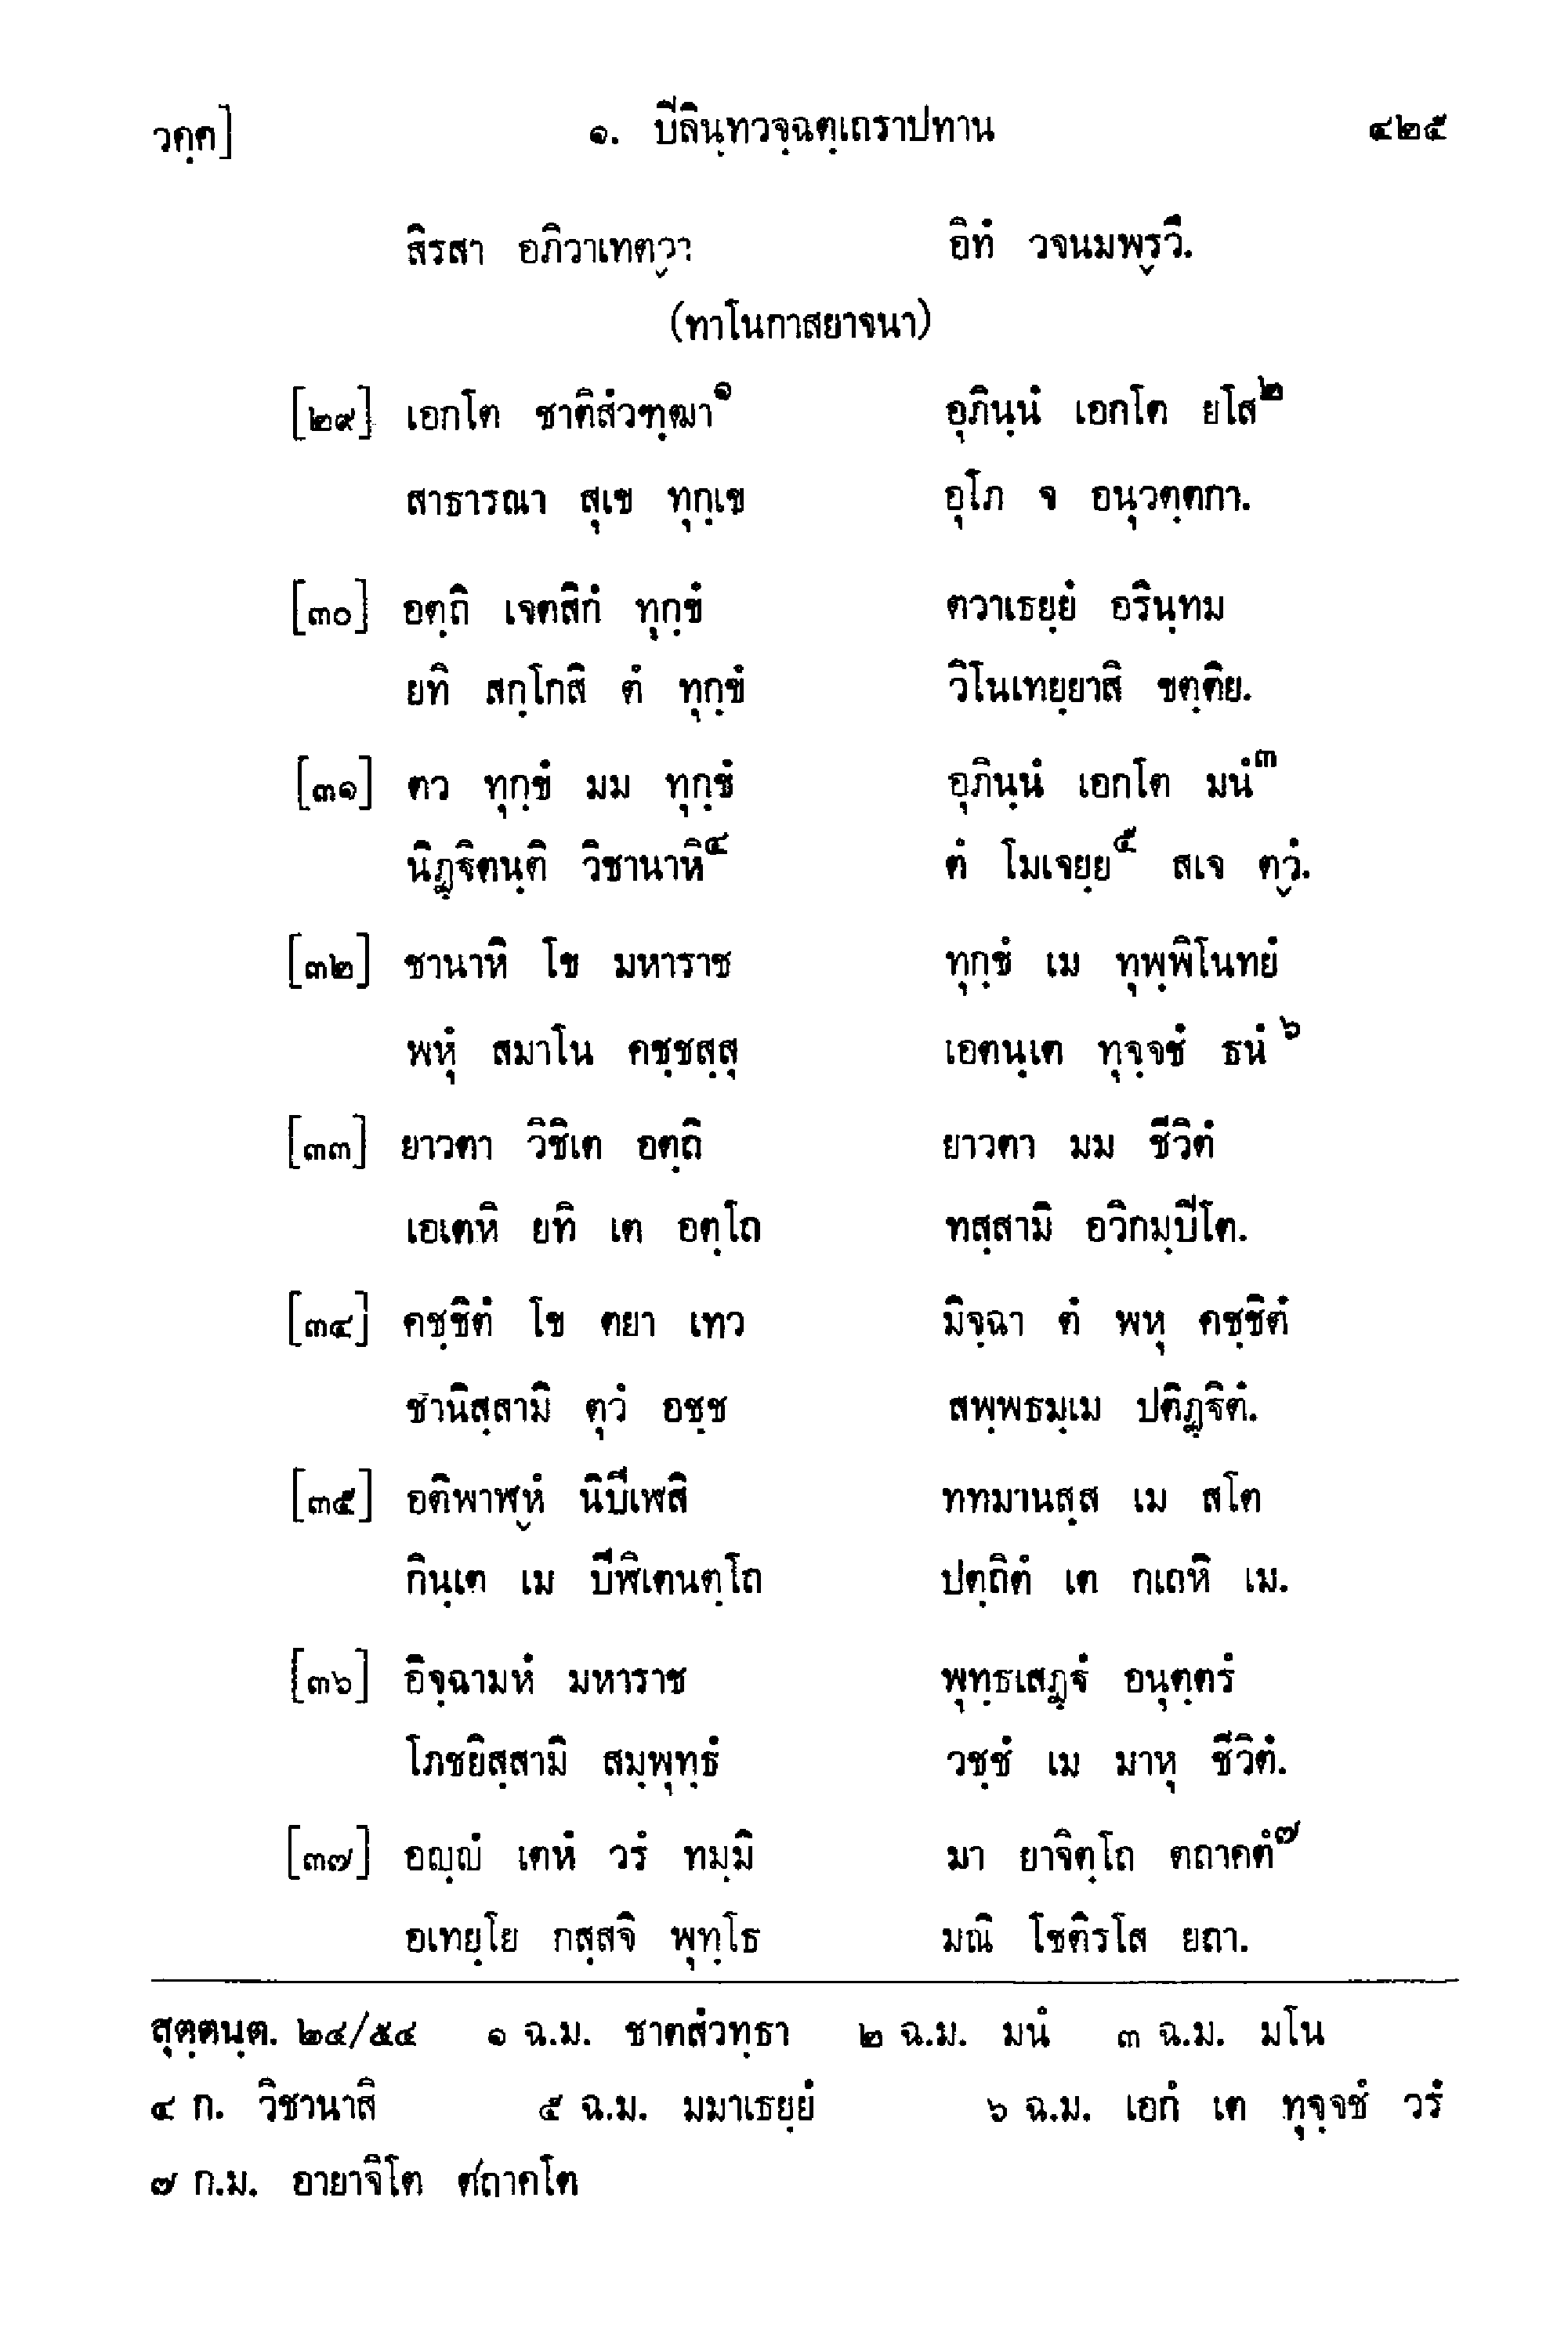 วคฺค] ๑. ปีลินฺทวจฺฉตฺเถราปทาน ๔๒๕
สิรสา อภิวาเทตฺวา อิทํ วจนมพฺรวึ.
(ทาโนกาสยาจนา)
[๒๙] เอกโต ชาติสํวฑฺฒา๑ อุภินฺนํ เอกโต ยโส๒
สาธารณา สุเข ทุกฺเข อุโภ จ อนุวตฺตกา.
[๓๐] อตฺถิ เจตสิกํ ทุกฺขํ ตวาเธยฺยํ อรินฺทม
ยทิ สกฺโกสิ ตํ ทุกฺขํ วิโนเทยฺยาสิ ขตฺติย.
[๓๑] ตว ทุกฺขํ มม ทุกฺขํ อุภินฺนํ เอกโต มนํ๓
นิฏฺฐิตนฺติ วิชานาหิ๔ ตํ โมเจยฺย๕ สเจ ตฺวํ.
[๓๒] ชานาหิ โข มหาราช ทุกฺขํ เม ทุพฺพิโนทยํ
พหุํ สมาโน คชฺชสฺสุ เอตนฺเต ทุจฺจชํ ธนํ๖
[๓๓] ยาวตา วิชิเต อตฺถิ ยาวตา มม ชีวิตํ
เอเตหิ ยทิ เต อตฺโถ ทสฺสามิ อวิกมฺปีโต.
[๓๔] คชฺชิตํ โข ตยา เทว มิจฺฉา ตํ พหุ คชฺชิตํ
ชานิสฺสามิ ตุวํ อชฺช สพฺพธมฺเม ปติฏฺฐิตํ.
[๓๕] อติพาฬฺหํ นิปีเฬสิ ททมานสฺส เม สโต
กินฺเต เม ปีฬิเตนตฺโถ ปตฺถิตํ เต กเถหิ เม.
[๓๖] อิจฺฉามหํ มหาราช พุทฺธเสฏฺฐํ อนุตฺตรํ
โภชยิสฺสามิ สมฺพุทฺธํ วชฺชํ เม มาหุ ชีวิตํ.
[๓๗] อญฺญํ เตหํ วรํ ทมฺมิ มา ยาจิตฺโถ ตถาคตํ๗
อเทยฺโย กสฺสจิ พุทฺโธ มณิ โชติรโส ยถา.
สุตฺตนฺต. ๒๔/๕๔ ๑ ฉ.ม. ชาตสํวทฺธา ๒ ฉ.ม. มนํ ๓ ฉ.ม. มโน
๔ ก. วิชานาสิ ๕ ฉ.ม. มมาเธยฺยํ ๖ ฉ.ม. เอกํ เต ทุจฺจชํ วรํ
๗ ก.ม. อายาจิโต ตถาคโต